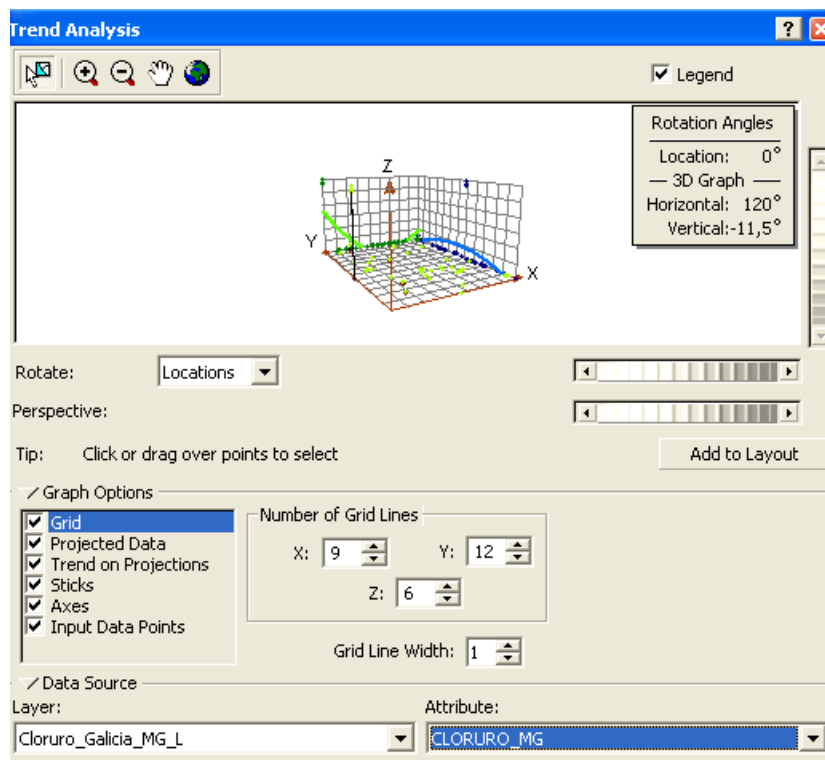 Trend Analysis
Legend
Rotation Angles
Location: 0°
3D Graph
Horizontal: 120°
Vertical:-11,5°
Z
Y
X
Rotate: Locations
Perspective:
Tip: Click or drag over points to select
Add to Layout
Graph Options
Grid
Projected Data
Trend on Projections
Sticks
Axes
Input Data Points
Number of Grid Lines
X: 9 Y: 12
Z: 6
Grid Line Width: 1
Data Source
Layer: Attribute:
Cloruro_Galicia_MG_L CLORURO_MG